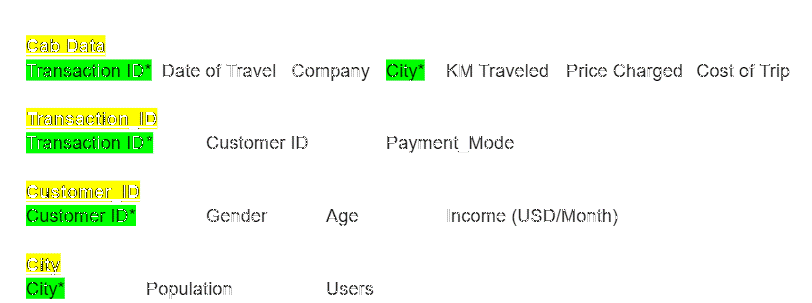 Cab Data
Transaction ID* Date of Travel Company City* KM Traveled Price Charged Cost of Trip
Transaction_ID
Transaction ID* Customer ID Payment_Mode
Customer_ID
Customer ID* Gender Age Income (USD/Month)
City
City* Population Users